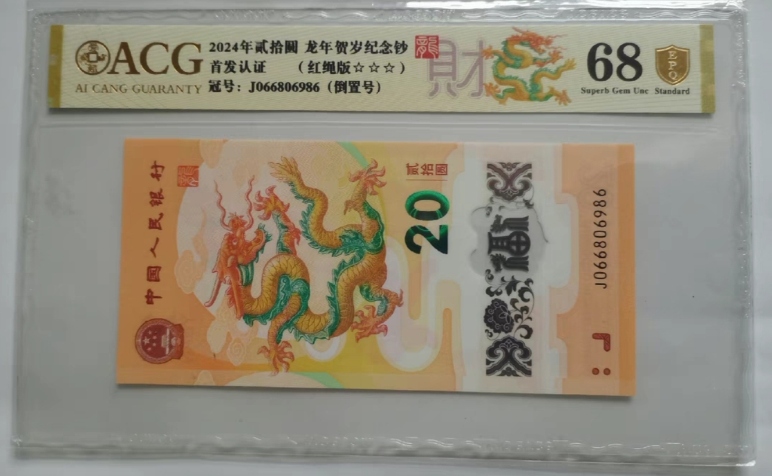 ACG
AI CANG GUARANTY
2024年贰拾圆 龙年贺岁纪念钞
首发认证 (红绳版☆☆☆)
冠号: J066806986 (倒置号)
財
68
EPQ
Superb Gem Unc Standard
中国人民银行
贰拾圆
20
福
J066806986